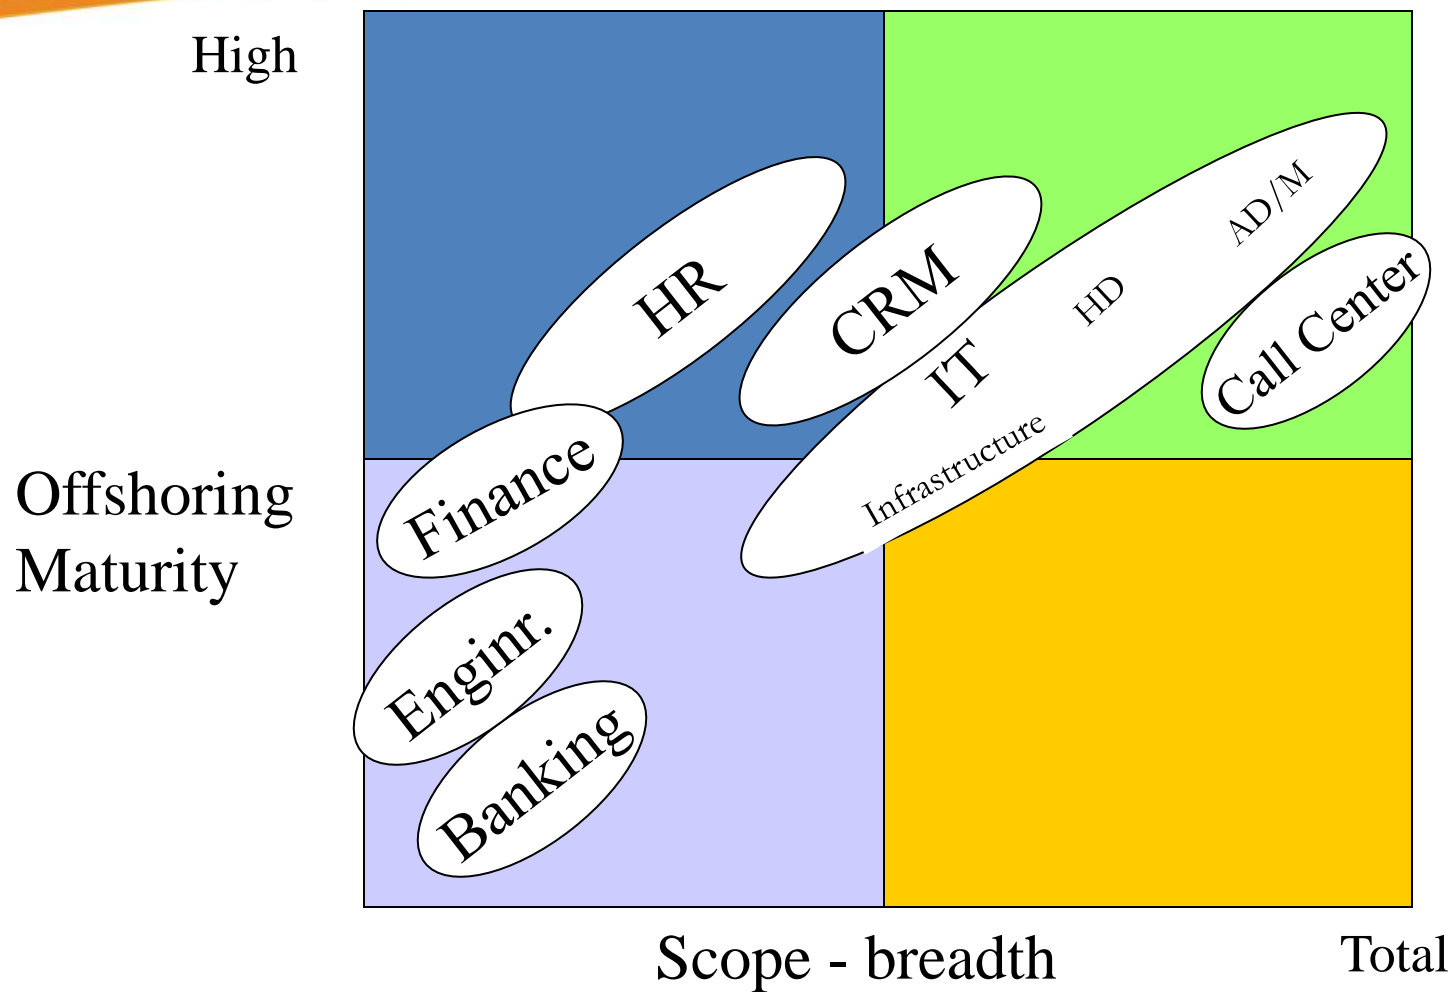 High
HR
CRM
AD/M
HD
Call Center
IT
Infrastructure
Finance
Offshoring
Maturity
Enginr.
Banking
Scope - breadth
Total